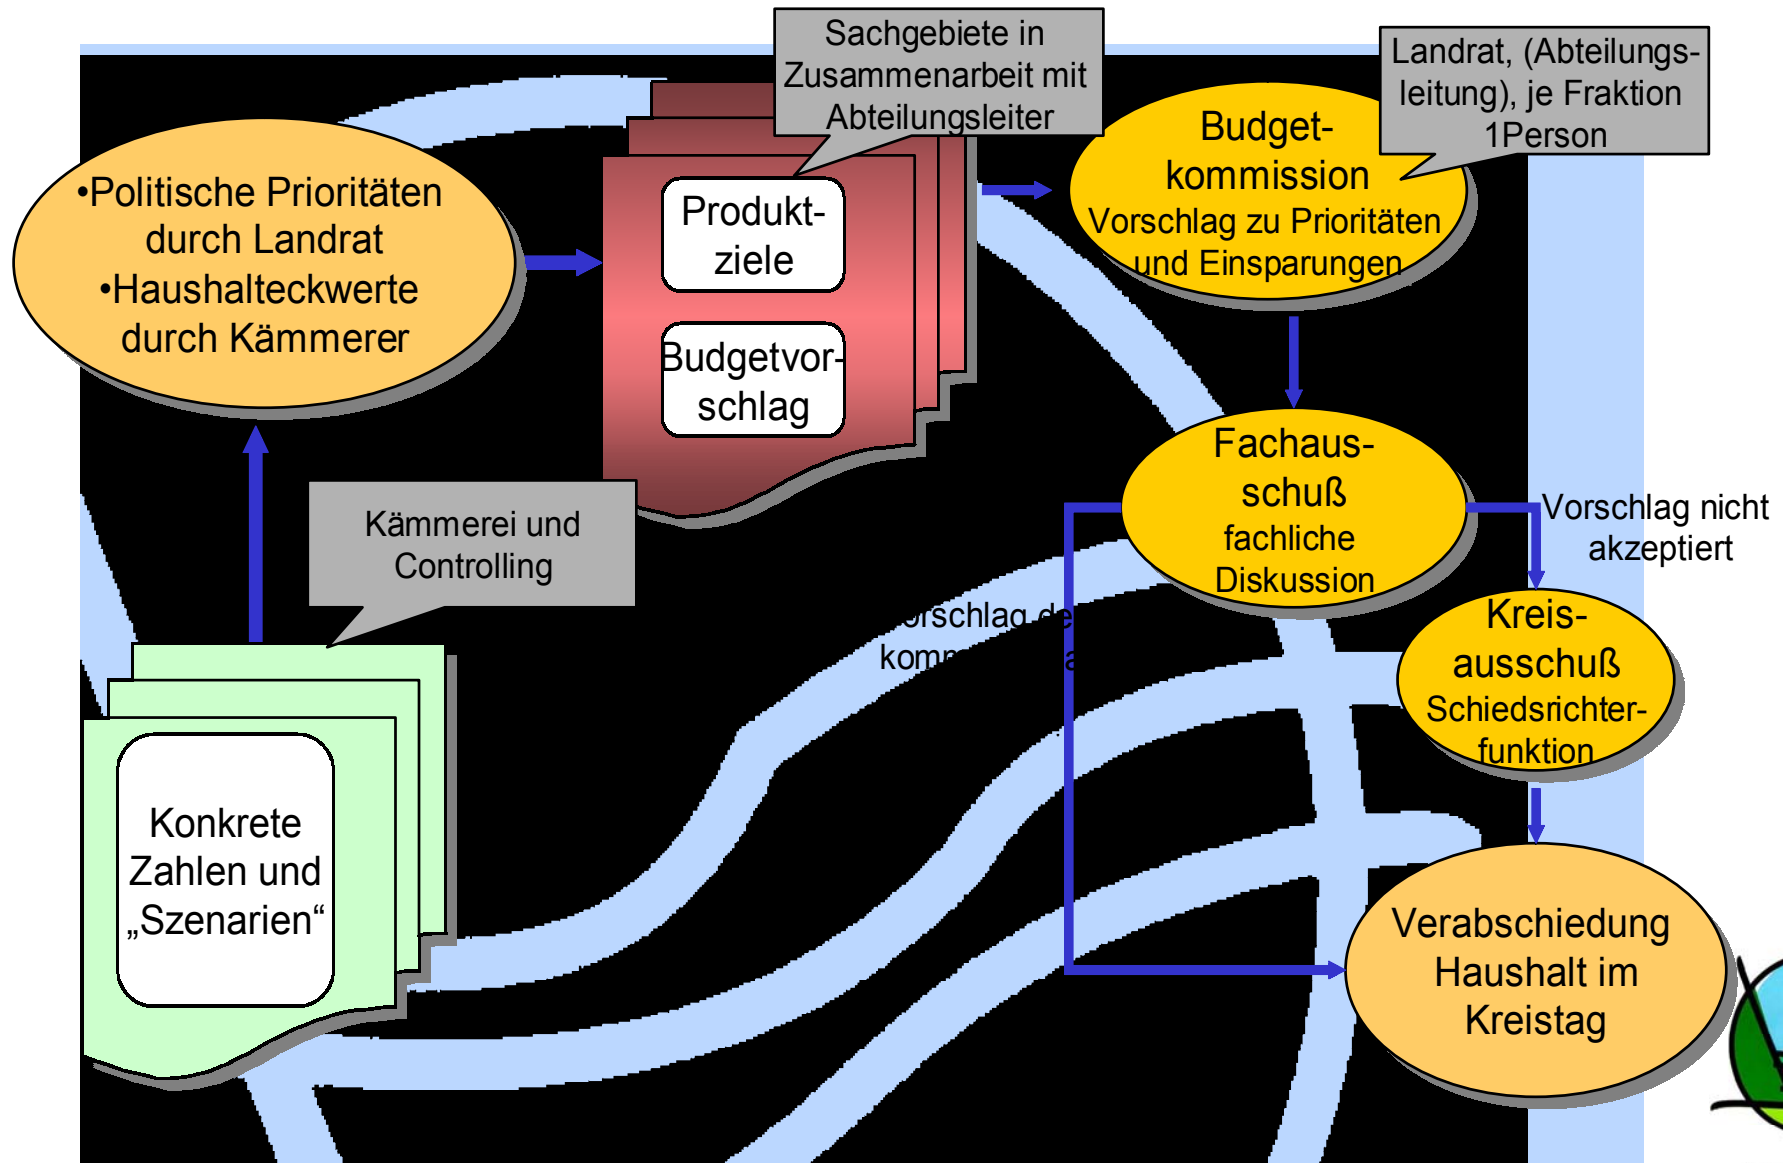 Sachgebiete in
Zusammenarbeit mit
Abteilungsleiter
Landrat, (Abteilungs-
leitung), je Fraktion
1Person
•Politische Prioritäten
durch Landrat
•Haushalteckwerte
durch Kämmerer
Produkt-
ziele
Budgetvor-
schlag
Budget-
kommission
Vorschlag zu Prioritäten
und Einsparungen
Kämmerei und
Controlling
Fachaus-
schuß
fachliche
Diskussion
Vorschlag nicht
akzeptiert
Kreis-
ausschuß
Schiedsrichter-
funktion
Konkrete
Zahlen und
„Szenarien“
Verabschiedung
Haushalt im
Kreistag